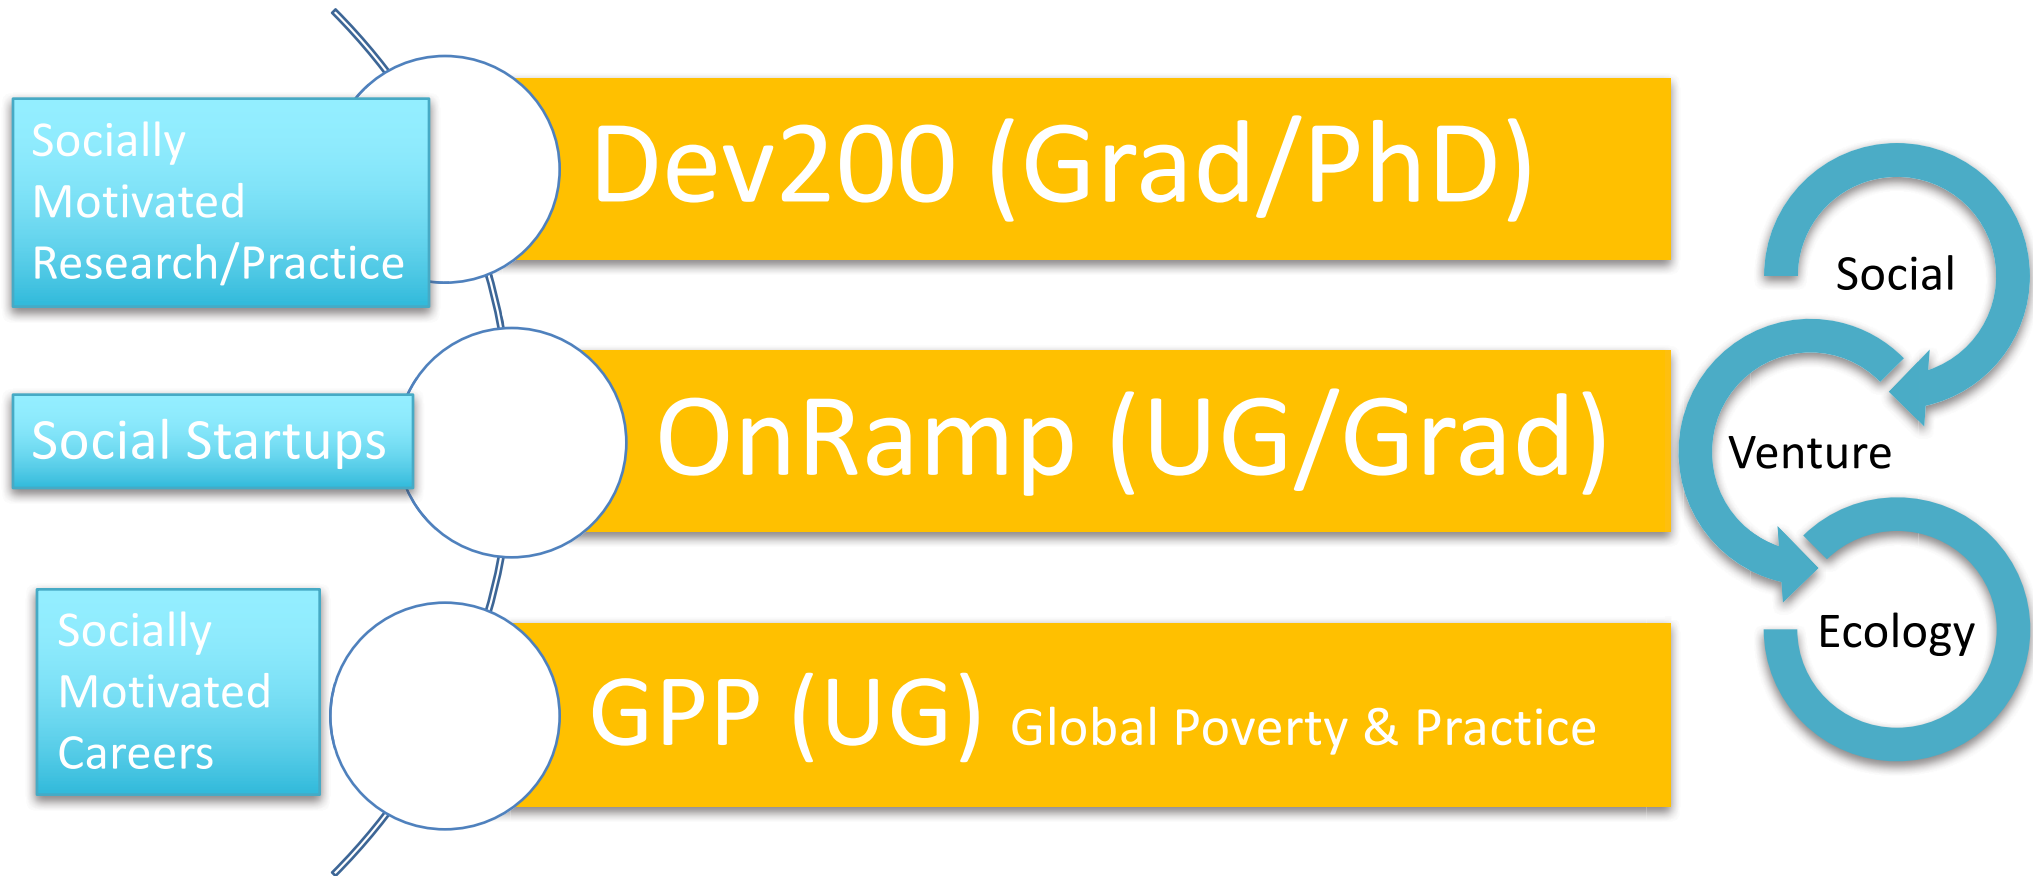 Socially
Motivated
Research/Practice
Dev200 (Grad/PhD)
Social Startups
OnRamp (UG/Grad)
Socially
Motivated
Careers
GPP (UG) Global Poverty & Practice
Social
Venture
Ecology